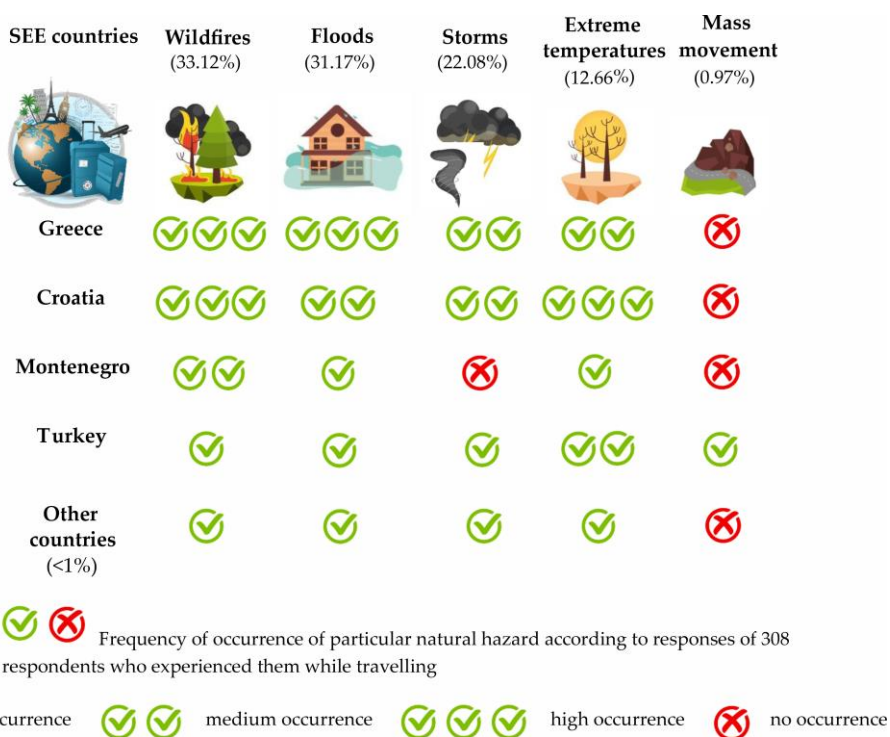 SEE countries Wildfires Floods Storms Extreme temperatures Mass movement
(33.12%) (31.17%) (22.08%) (12.66%) (0.97%)
Greece
Croatia
Montenegro
Turkey
Other
countries
(<1%)
Frequency of occurrence of particular natural hazard according to responses of 308
respondents who experienced them while travelling
currence medium occurrence high occurrence no occurrence